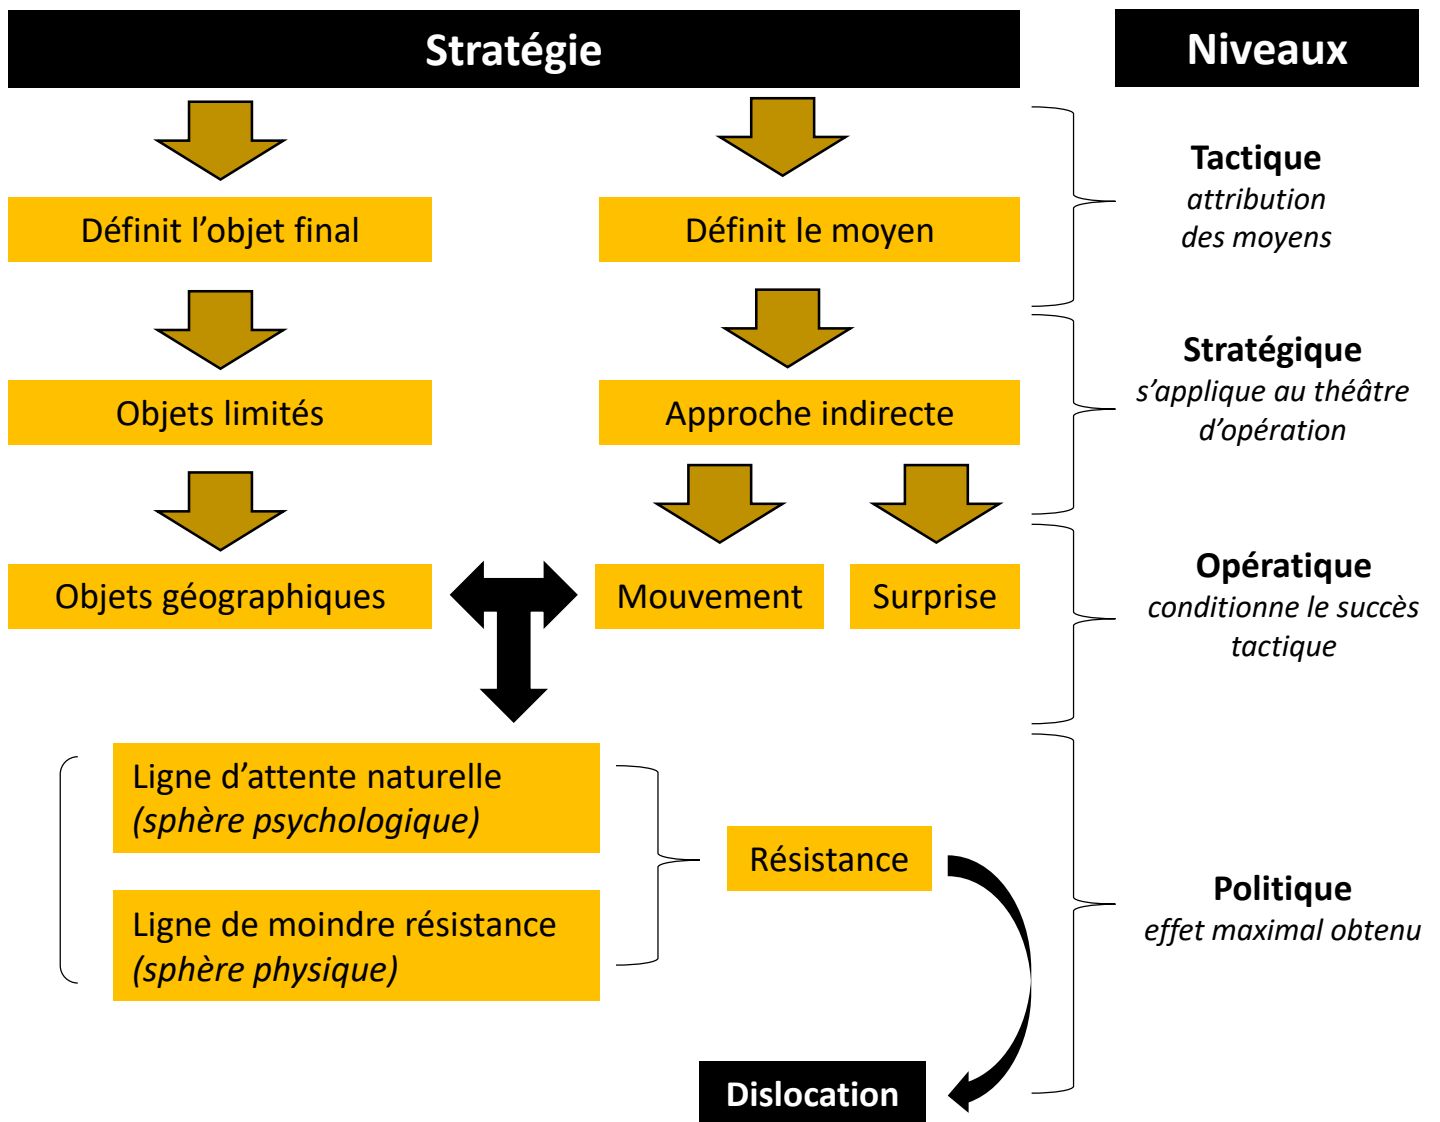 Stratégie
Niveaux
Définit l’objet final
Définit le moyen
Tactique
attribution
des moyens
Objets limités
Approche indirecte
Stratégique
s’applique au théâtre
d’opération
Objets géographiques
Mouvement
Surprise
Opératique
conditionne le succès
tactique
Ligne d’attente naturelle
(sphère psychologique)
Ligne de moindre résistance
(sphère physique)
Résistance
Politique
effet maximal obtenu
Dislocation